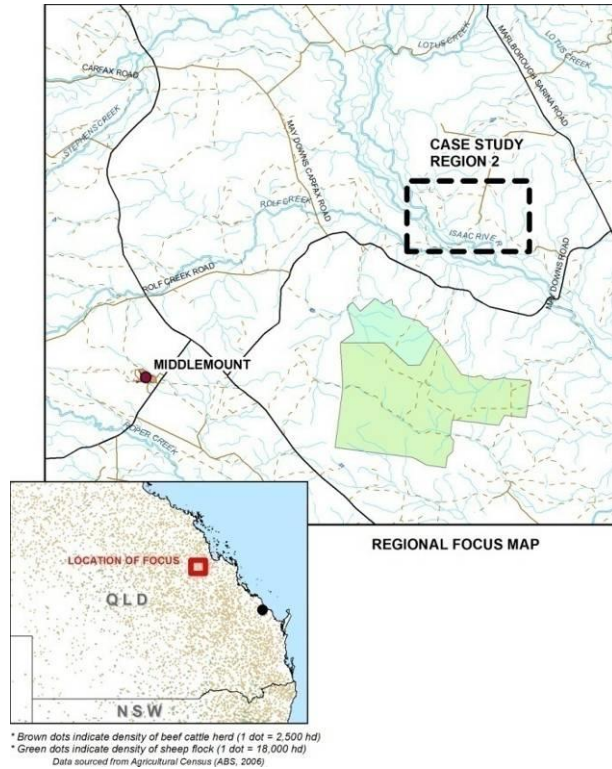 LOTUS CREEK
LOTUS CREEK
MARLBOROUGH SARINA ROAD
CARFAX ROAD
STEPHENS CREEK
MAY DOWNS CARFAX ROAD
CASE STUDY
REGION 2
ROLF CREEK
ISAAC RIVER
ROLF CREEK ROAD
MAY DOWNS ROAD
MIDDLEMOUNT
ROPER CREEK
REGIONAL FOCUS MAP
LOCATION OF FOCUS
QLD
NSW
* Brown dots indicate density of beef cattle herd (1 dot = 2,500 hd)
* Green dots indicate density of sheep flock (1 dot = 18,000 hd)
Data sourced from Agricultural Census (ABS, 2006)